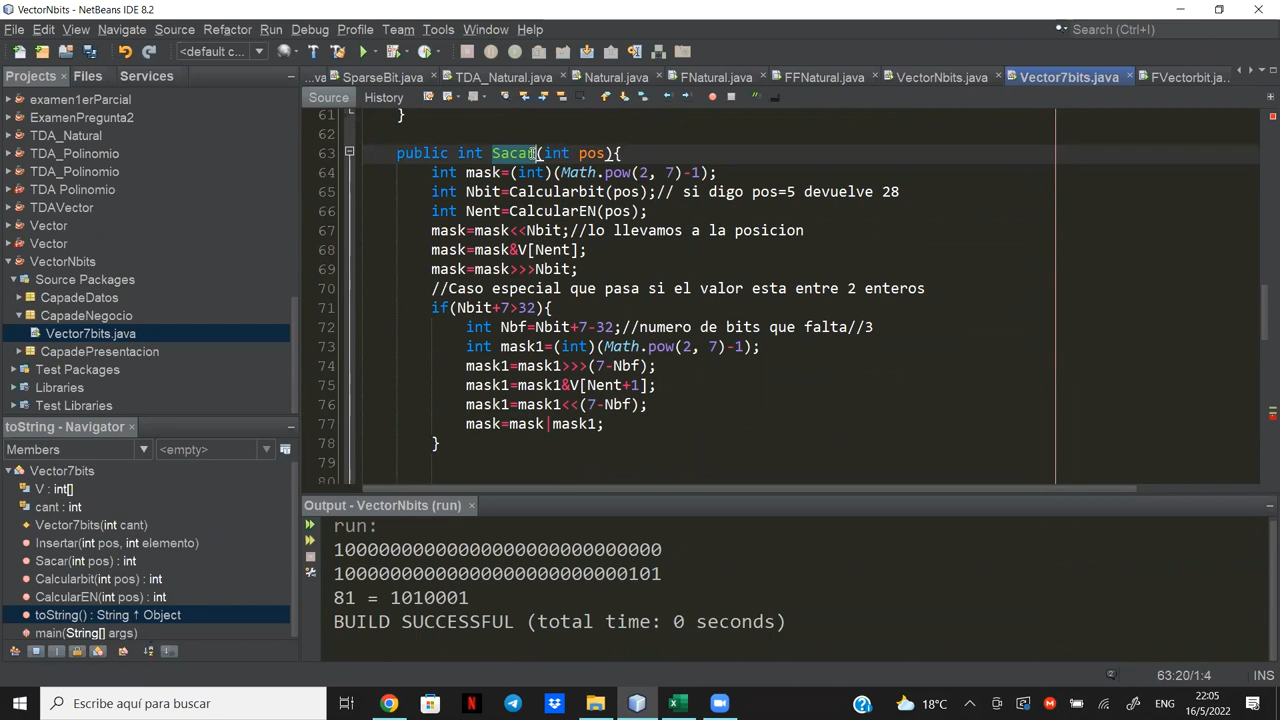 VectorNbits - NetBeans IDE 8.2
File Edit View Navigate Source Refactor Run Debug Profile Team Tools Window Help
Search (Ctrl+I)
<default c...
Projects Files Services
...va SparseBit.java TDA_Natural.java Natural.java FNatural.java FFNatural.java VectorNbits.java Vector7bits.java FVectorbit.ja...
Source History
examen1erParcial
ExamenPregunta2
TDA_Natural
TDA_Polinomio
TDA_Polinomio
TDA Polinomio
TDAVector
Vector
Vector
VectorNbits
Source Packages
CapadeDatos
CapadeNegocio
Vector7bits.java
CapadePresentacion
Test Packages
Libraries
Test Libraries
61 }
62
63 public int Sacar(int pos){
64 int mask=(int)(Math.pow(2, 7)-1);
65 int Nbit=Calcularbit(pos);// si digo pos=5 devuelve 28
66 int Nent=CalcularEN(pos);
67 mask=mask<<Nbit;//lo llevamos a la posicion
68 mask=mask&V[Nent];
69 mask=mask>>>Nbit;
70 //Caso especial que pasa si el valor esta entre 2 enteros
71 if(Nbit+7>32){
72 int Nbf=Nbit+7-32;//numero de bits que falta//3
73 int mask1=(int)(Math.pow(2, 7)-1);
74 mask1=mask1>>>(7-Nbf);
75 mask1=mask1&V[Nent+1];
76 mask1=mask1<<(7-Nbf);
77 mask=mask|mask1;
78 }
79
80
toString - Navigator
Members <empty>
Vector7bits
V : int[]
cant : int
Vector7bits(int cant)
Insertar(int pos, int elemento)
Sacar(int pos) : int
Calcularbit(int pos) : int
CalcularEN(int pos) : int
toString() : String ↑ Object
main(String[] args)
Output - VectorNbits (run)
run:
10000000000000000000000000000
10000000000000000000000000101
81 = 1010001
BUILD SUCCESSFUL (total time: 0 seconds)
63:20/1:4 INS
Escribe aquí para buscar
18°C
ENG
22:05
16/5/2022